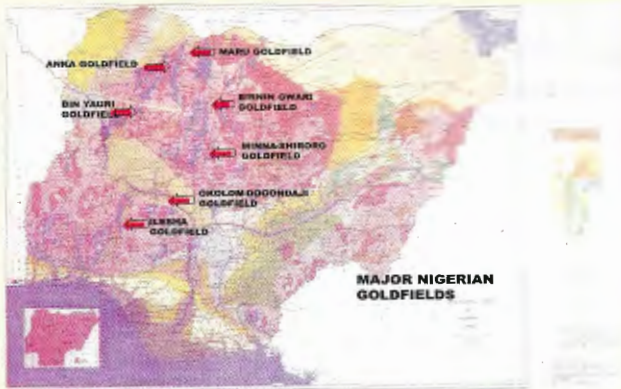 MARU GOLDFIELD
ANKA GOLDFIELD
BIRNIN GWARI
GOLDFIELD
BIN YAURI
GOLDFIELD
MINNA-SHIRORO
GOLDFIELD
OKOLOM-DOGONDAJI
GOLDFIELD
ILESHA
GOLDFIELD
MAJOR NIGERIAN
GOLDFIELDS